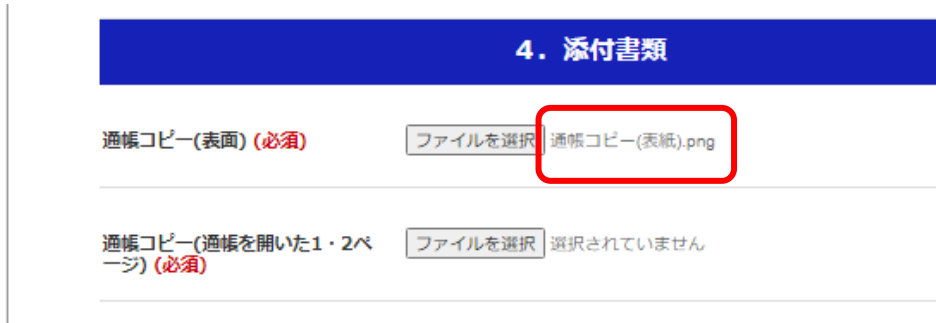 4. 添付書類
通帳コピー(表面) (必須) ファイルを選択 通帳コピー(表紙).png
通帳コピー(通帳を開いた1・2ペ
ージ) (必須) ファイルを選択 選択されていません